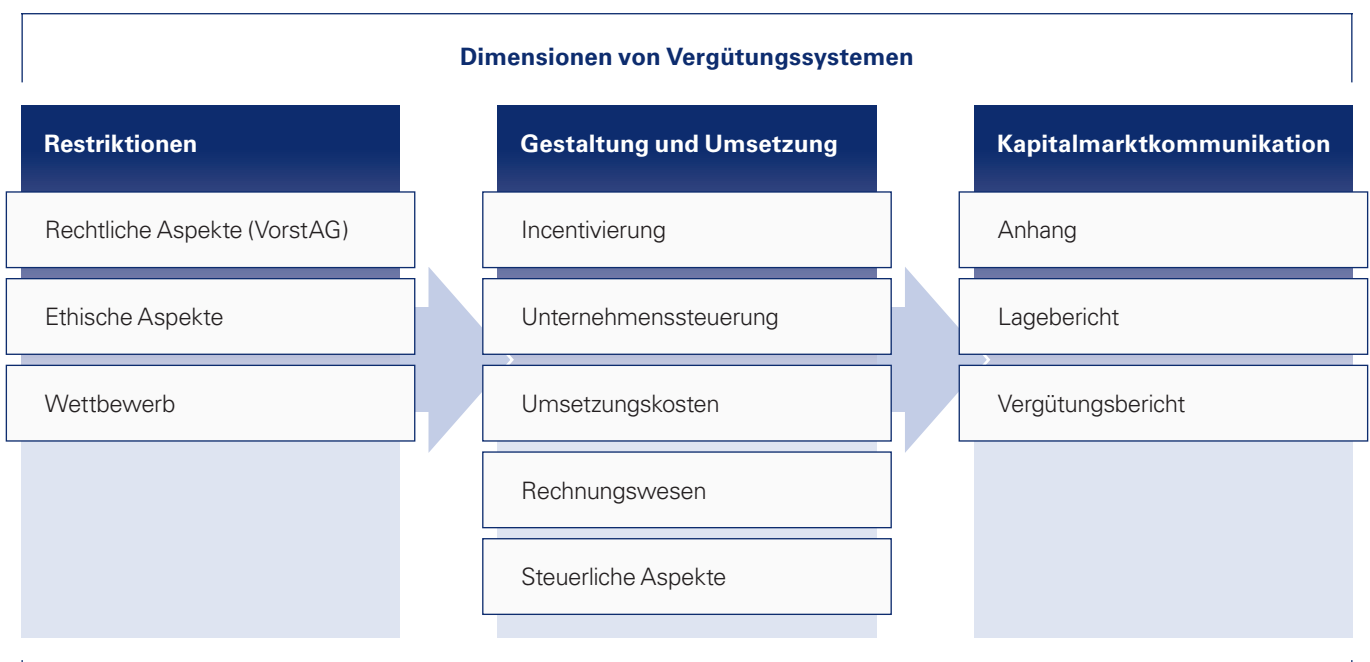 Dimensionen von Vergütungssystemen
Restriktionen
Rechtliche Aspekte (VorstAG)
Ethische Aspekte
Wettbewerb
Gestaltung und Umsetzung
Incentivierung
Unternehmenssteuerung
Umsetzungskosten
Rechnungswesen
Steuerliche Aspekte
Kapitalmarktkommunikation
Anhang
Lagebericht
Vergütungsbericht